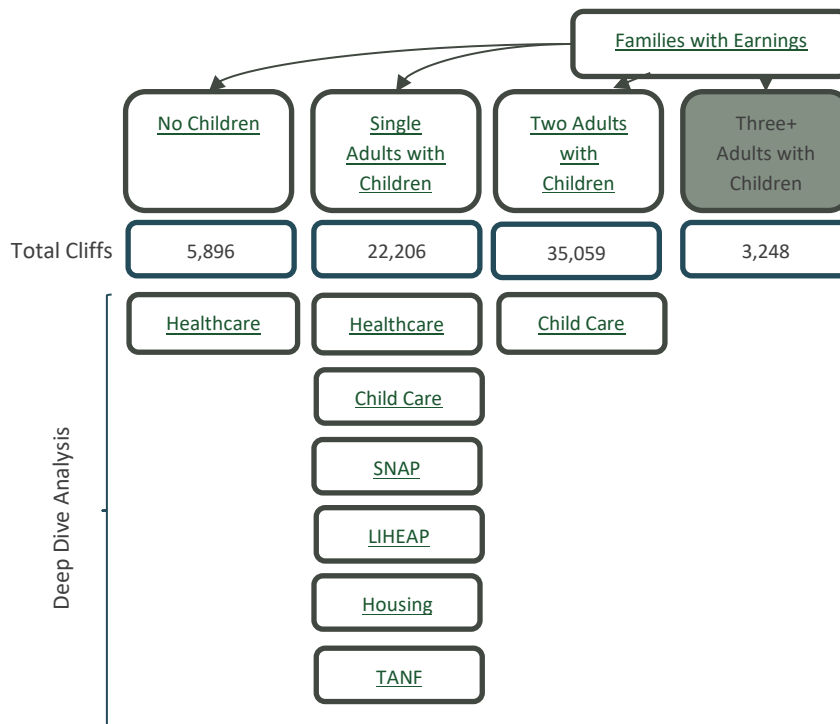 Families with Earnings
No Children
Single
Adults with
Children
Two Adults
with
Children
Three+
Adults with
Children
Total Cliffs
5,896
22,206
35,059
3,248
Deep Dive Analysis
Healthcare
Healthcare
Child Care
Child Care
SNAP
LIHEAP
Housing
TANF